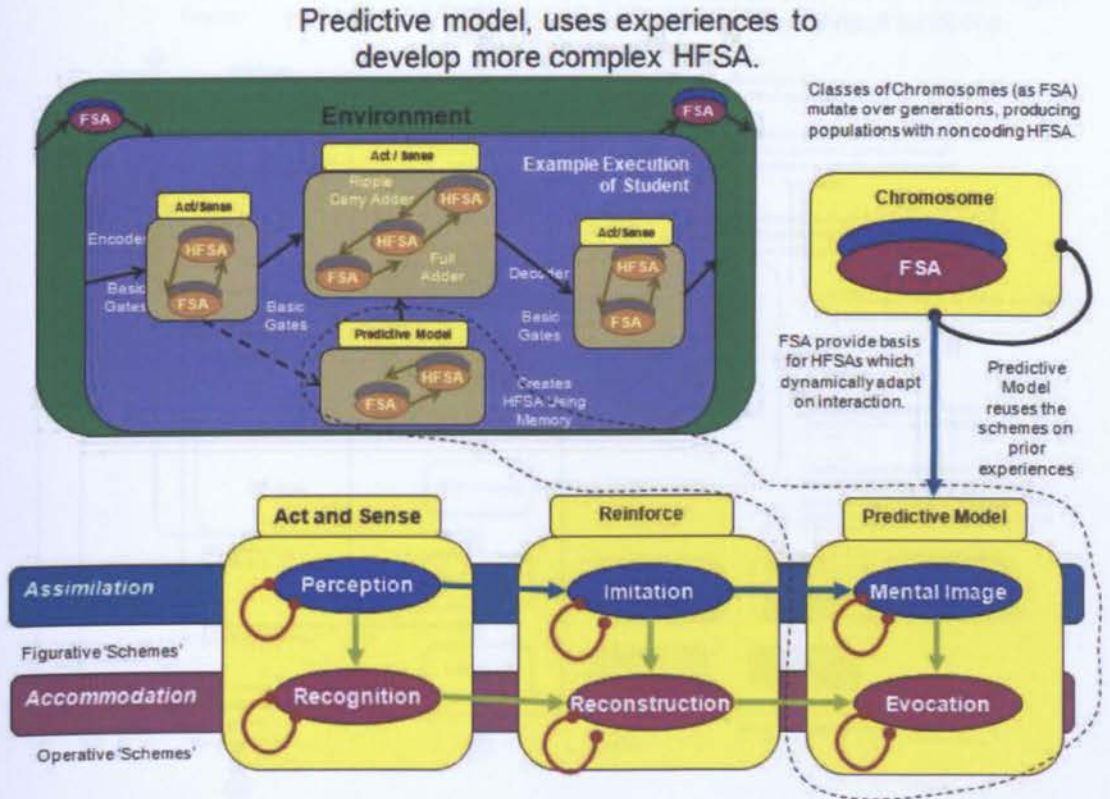 Predictive model, uses experiences to
develop more complex HFSA.
FSA
Environment
FSA
Classes of Chromosomes (as FSA)
mutate over generations, producing
populations with non coding HFSA.
Act / Sense
Example Execution
of Student
Ripple
Carry Adder
HFSA
HFSA
FSA
Full
Adder
Act/Sense
Encoder
HFSA
Basic
Gates
FSA
Basic
Gates
Act/Sense
Decoder
HFSA
Basic
Gates
FSA
Predictive Model
HFSA
FSA
Creates
HFSA Using
Memory
Chromosome
FSA
FSA provide basis
for HFSAs which
dynamically adapt
on interaction.
Predictive
Model
reuses the
schemes on
prior
experiences
Act and Sense
Reinforce
Predictive Model
Assimilation
Perception
Imitation
Mental Image
Figurative 'Schemes'
Accommodation
Recognition
Reconstruction
Evocation
Operative 'Schemes'